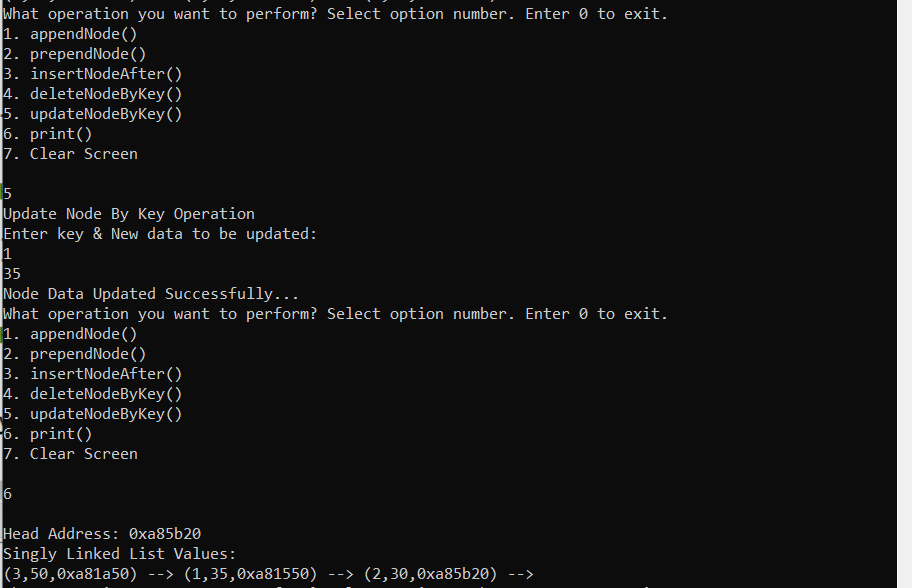 What operation you want to perform? Select option number. Enter 0 to exit.
1. appendNode()
2. prependNode()
3. insertNodeAfter()
4. deleteNodeByKey()
5. updateNodeByKey()
6. print()
7. Clear Screen
5
Update Node By Key Operation
Enter key & New data to be updated:
1
35
Node Data Updated Successfully...
What operation you want to perform? Select option number. Enter 0 to exit.
1. appendNode()
2. prependNode()
3. insertNodeAfter()
4. deleteNodeByKey()
5. updateNodeByKey()
6. print()
7. Clear Screen
6
Head Address: 0xa85b20
Singly Linked List Values:
(3,50,0xa81a50) --> (1,35,0xa81550) --> (2,30,0xa85b20) -->